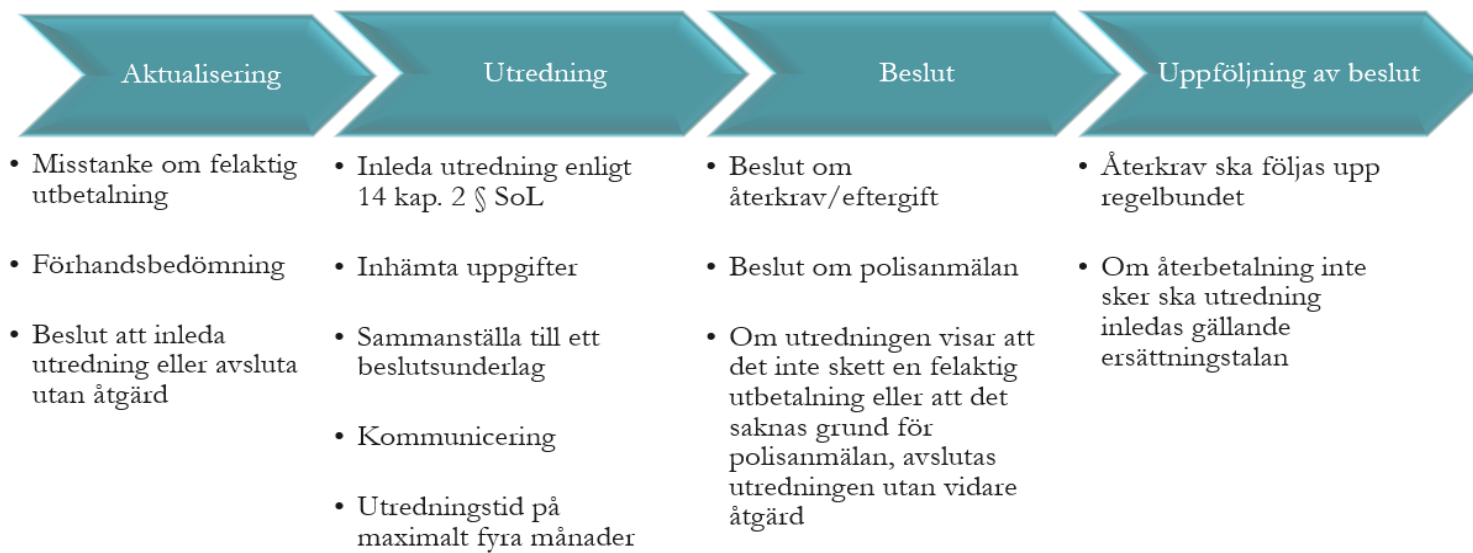 Aktualisering
• Misstanke om felaktig
utbetalning
• Förhandsbedömning
• Beslut att inleda
utredning eller avsluta
utan åtgärd
Utredning
• Inleda utredning enligt
14 kap. 2 § SoL
• Inhämta uppgifter
• Sammanställa till ett
beslutsunderlag
• Kommunicering
• Utredningstid på
maximalt fyra månader
Beslut
• Beslut om
återkrav/eftergift
• Beslut om polisanmälan
• Om utredningen visar att
det inte skett en felaktig
utbetalning eller att det
saknas grund för
polisanmälan, avslutas
utredningen utan vidare
åtgärd
Uppföljning av beslut
• Återkrav ska följas upp
regelbundet
• Om återbetalning inte
sker ska utredning
inledas gällande
ersättningstalan